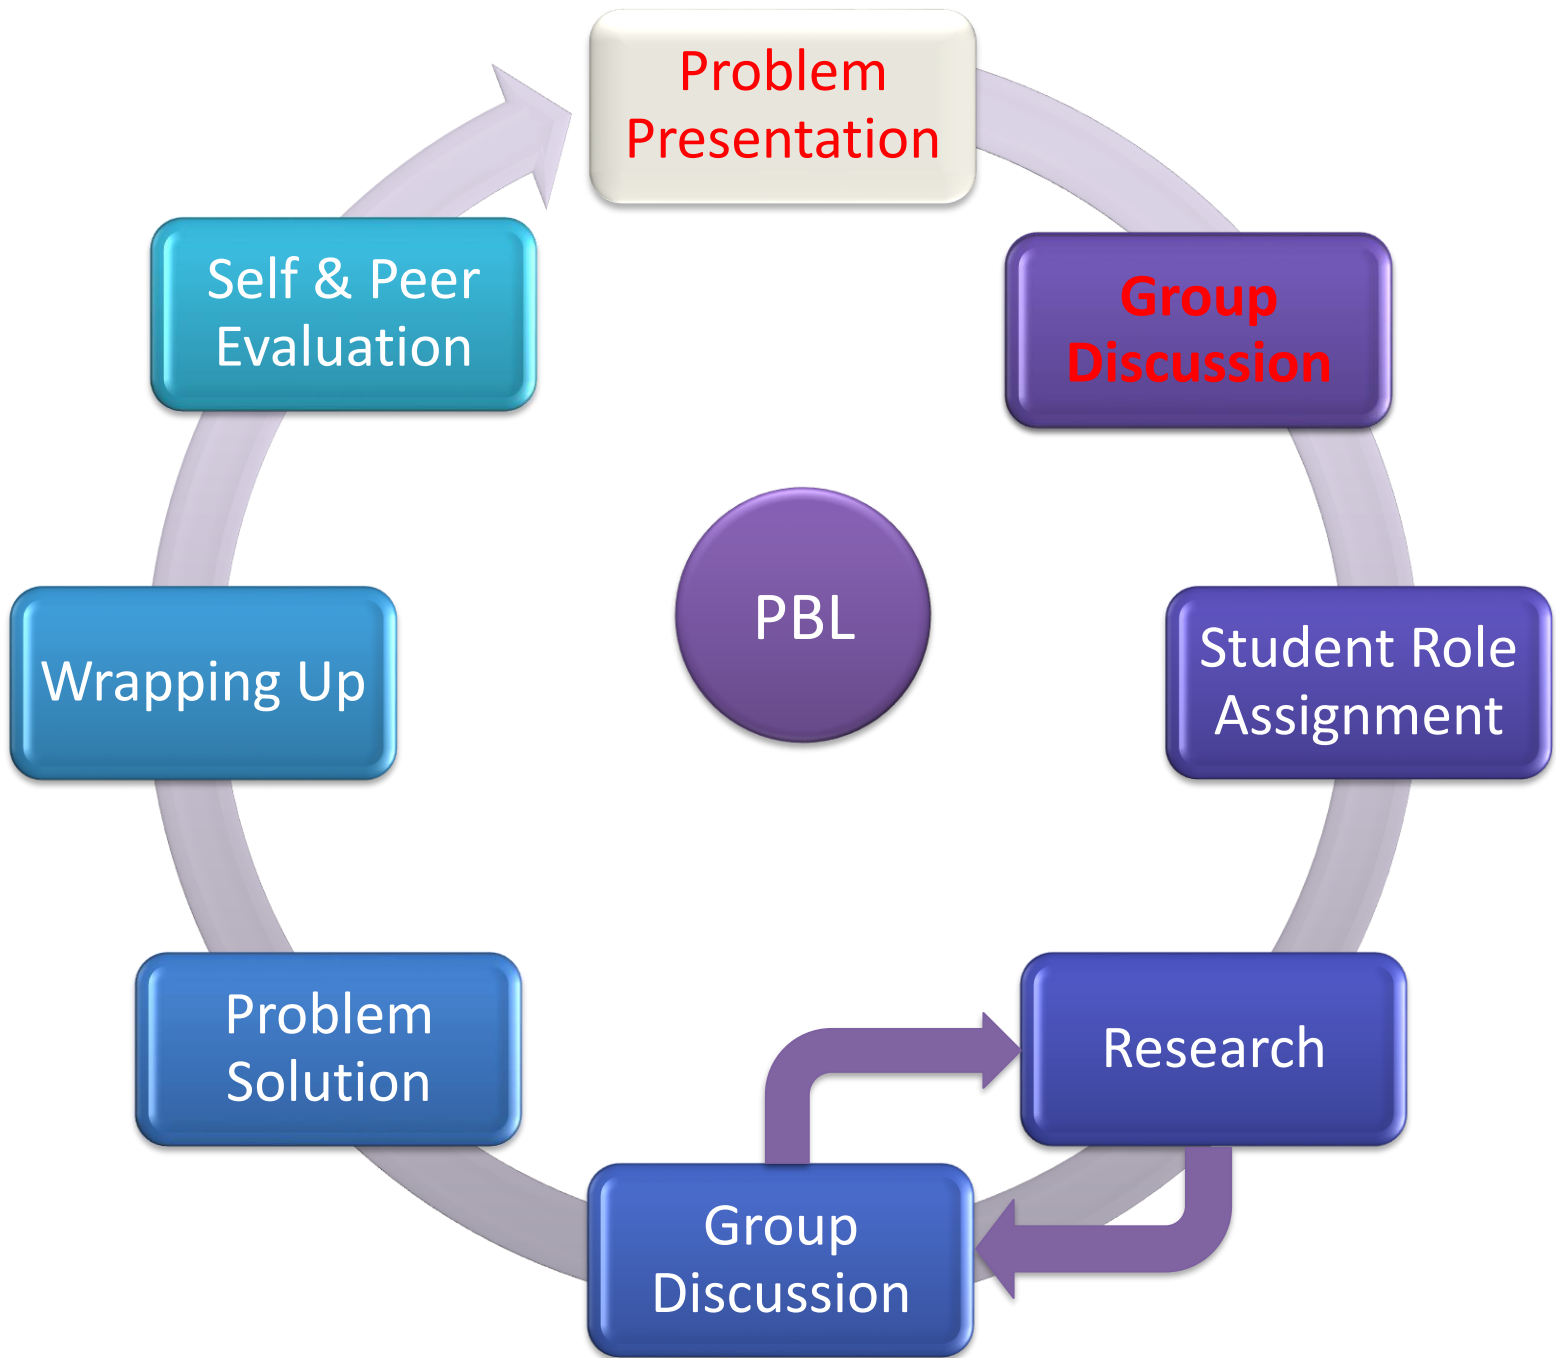 Problem
Presentation
Group
Discussion
Student Role
Assignment
Research
Group
Discussion
Problem
Solution
Wrapping Up
Self & Peer
Evaluation
PBL